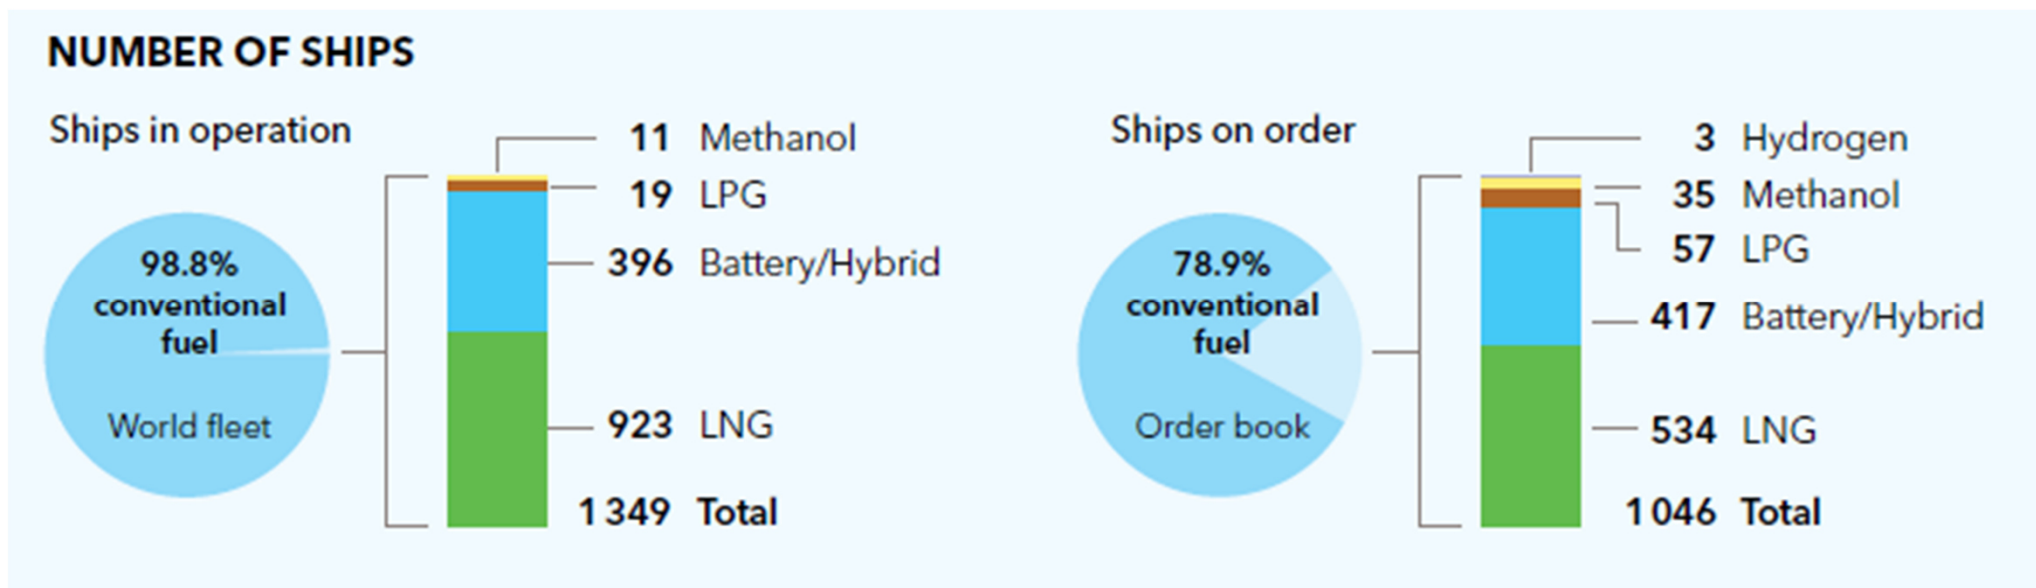 NUMBER OF SHIPS
Ships in operation
98.8%
conventional
fuel
World fleet
11 Methanol
19 LPG
396 Battery/Hybrid
923 LNG
1 349 Total
Ships on order
78.9%
conventional
fuel
Order book
3 Hydrogen
35 Methanol
57 LPG
417 Battery/Hybrid
534 LNG
1 046 Total